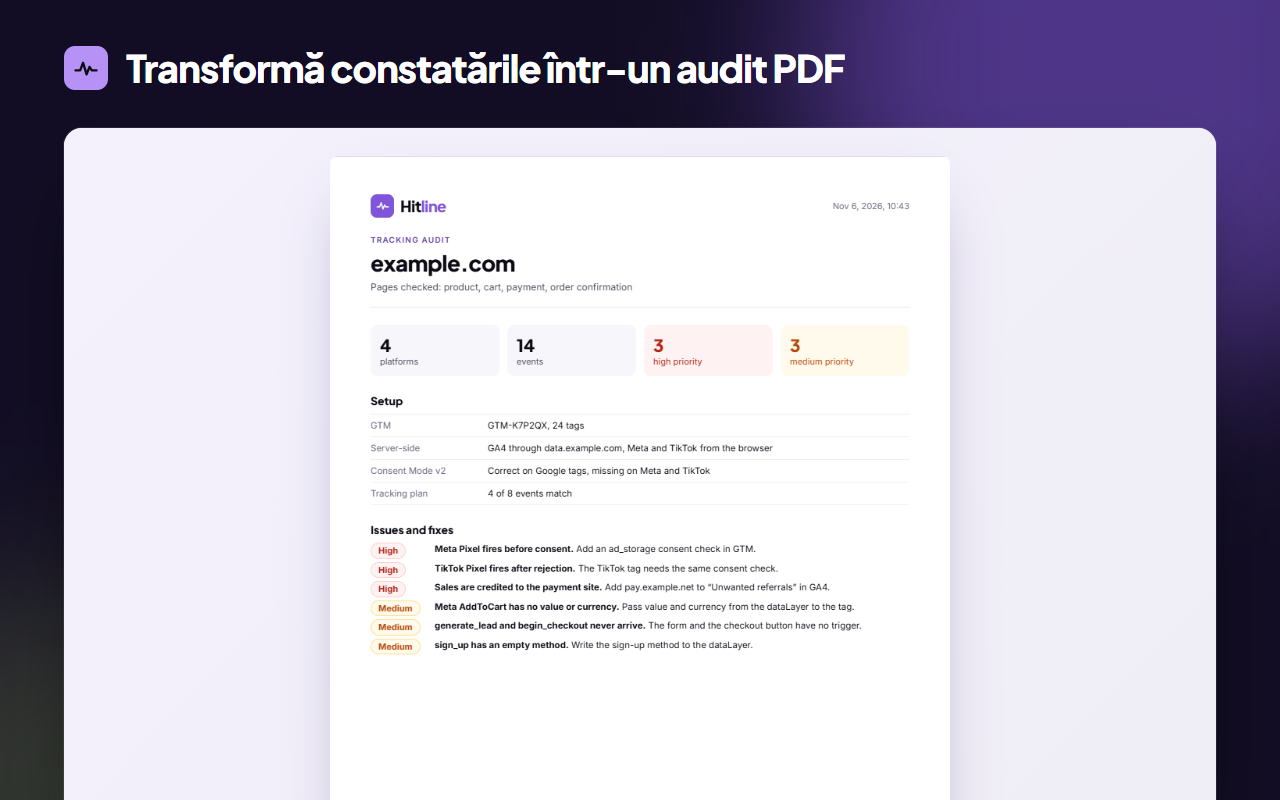 Transformă constatările într-un audit PDF
Hitline
Nov 6, 2026, 10:43
TRACKING AUDIT
example.com
Pages checked: product, cart, payment, order confirmation
4
platforms
14
events
3
high priority
3
medium priority
Setup
GTM GTM-K7P2QX, 24 tags
Server-side GA4 through data.example.com, Meta and TikTok from the browser
Consent Mode v2 Correct on Google tags, missing on Meta and TikTok
Tracking plan 4 of 8 events match
Issues and fixes
High Meta Pixel fires before consent. Add an ad_storage consent check in GTM.
High TikTok Pixel fires after rejection. The TikTok tag needs the same consent check.
High Sales are credited to the payment site. Add pay.example.net to “Unwanted referrals” in GA4.
Medium Meta AddToCart has no value or currency. Pass value and currency from the dataLayer to the tag.
Medium generate_lead and begin_checkout never arrive. The form and the checkout button have no trigger.
Medium sign_up has an empty method. Write the sign-up method to the dataLayer.